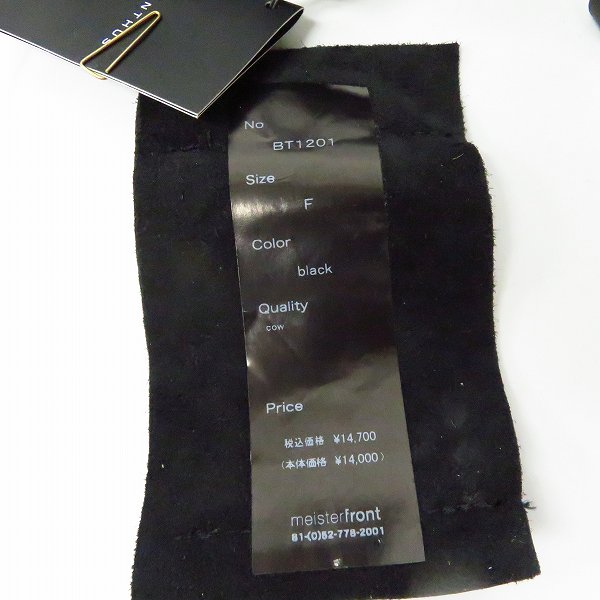 NTHUS
No
BT1201
Size
F
Color
black
Quality
cow
Price
税込価格 ¥14,700
(本体価格 ¥14,000)
meisterfront
81-(0)52-778-2001